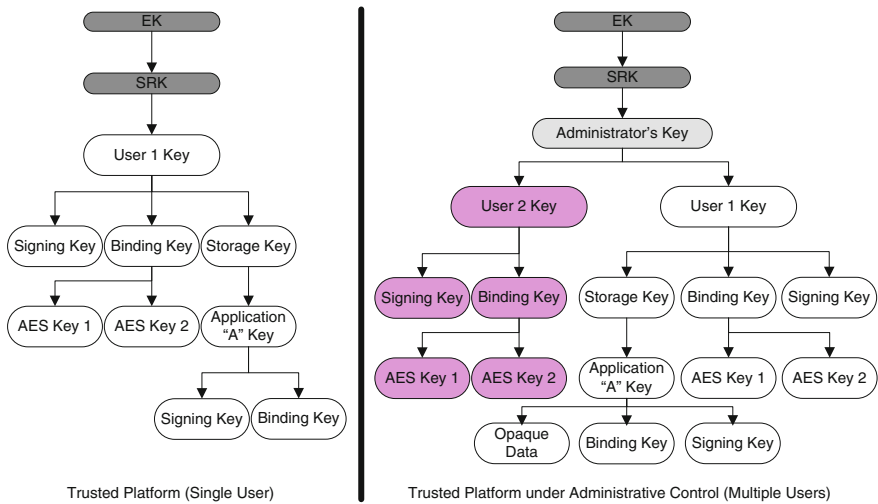 EK
SRK
User 1 Key
Signing Key
Binding Key
Storage Key
AES Key 1
AES Key 2
Application
“A” Key
Signing Key
Binding Key
Trusted Platform (Single User)
EK
SRK
Administrator's Key
User 2 Key
User 1 Key
Signing Key
Binding Key
Storage Key
Binding Key
Signing Key
AES Key 1
AES Key 2
Application
“A” Key
AES Key 1
AES Key 2
Opaque
Data
Binding Key
Signing Key
Trusted Platform under Administrative Control (Multiple Users)